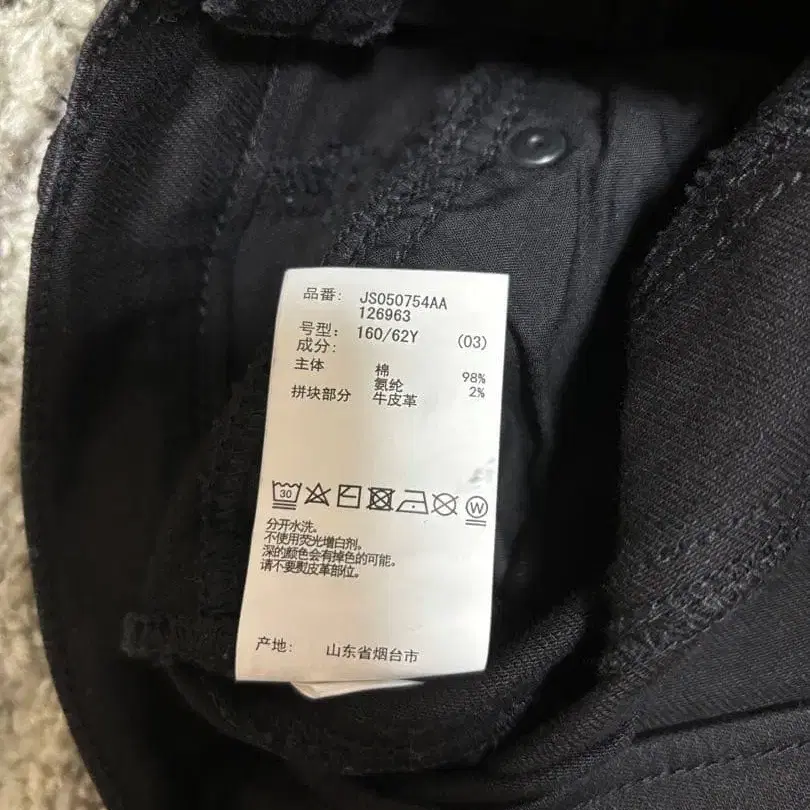 品番: JS050754AA
126963
号型: 160/62Y (03)
成分:
主体 棉 98%
氨纶 2%
拼块部分 牛皮革
30 W
分开水洗。
不使用荧光增白剂。
深的颜色会有掉色的可能。
请不要熨皮革部位。
产地: 山东省烟台市